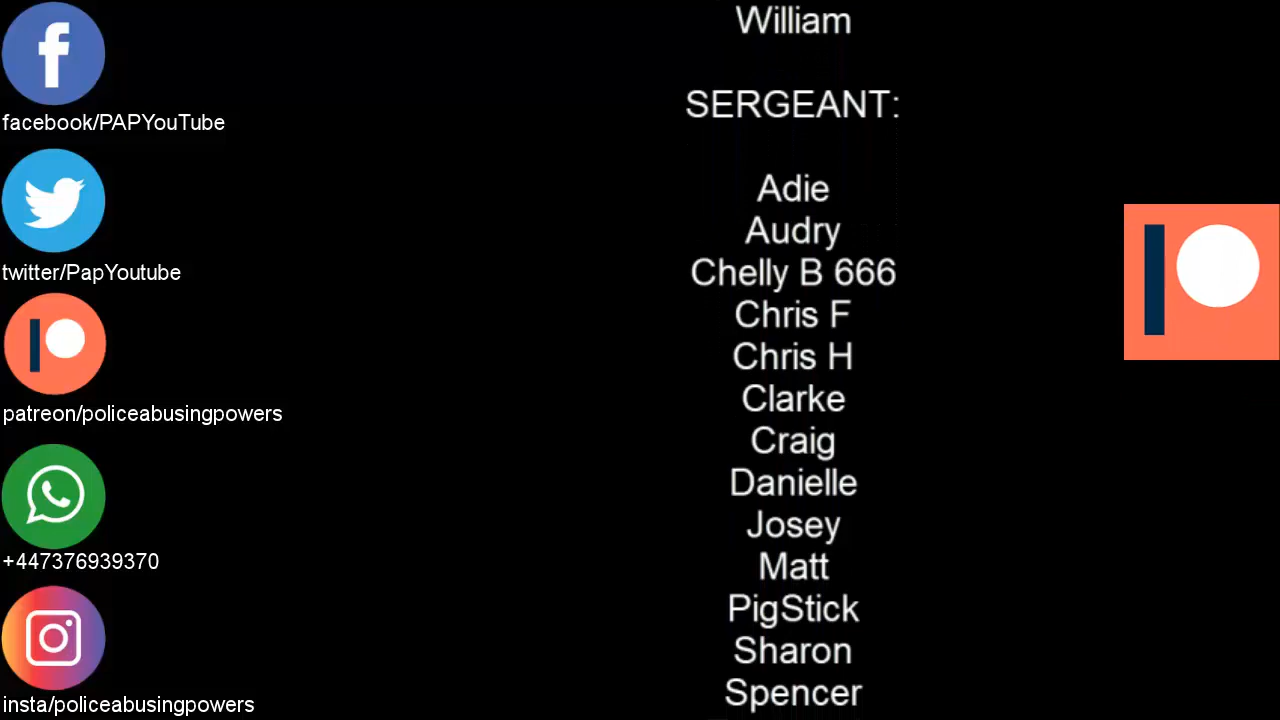 facebook/PAPYouTube
twitter/PapYoutube
patreon/policeabusingpowers
+447376939370
insta/policeabusingpowers
William
SERGEANT:
Adie
Audry
Chelly B 666
Chris F
Chris H
Clarke
Craig
Danielle
Josey
Matt
PigStick
Sharon
Spencer